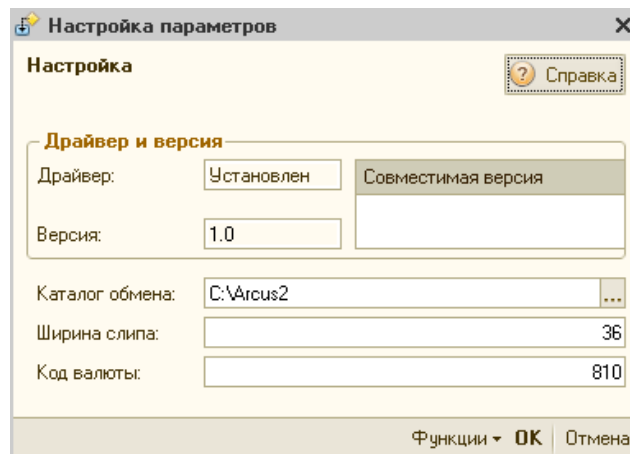 Настройка параметров
Настройка
Справка
Драйвер и версия
Драйвер: Установлен Совместимая версия
Версия: 1.0
Каталог обмена: C:\Arcus2 ...
Ширина слипа: 36
Код валюты: 810
Функции OK Отмена